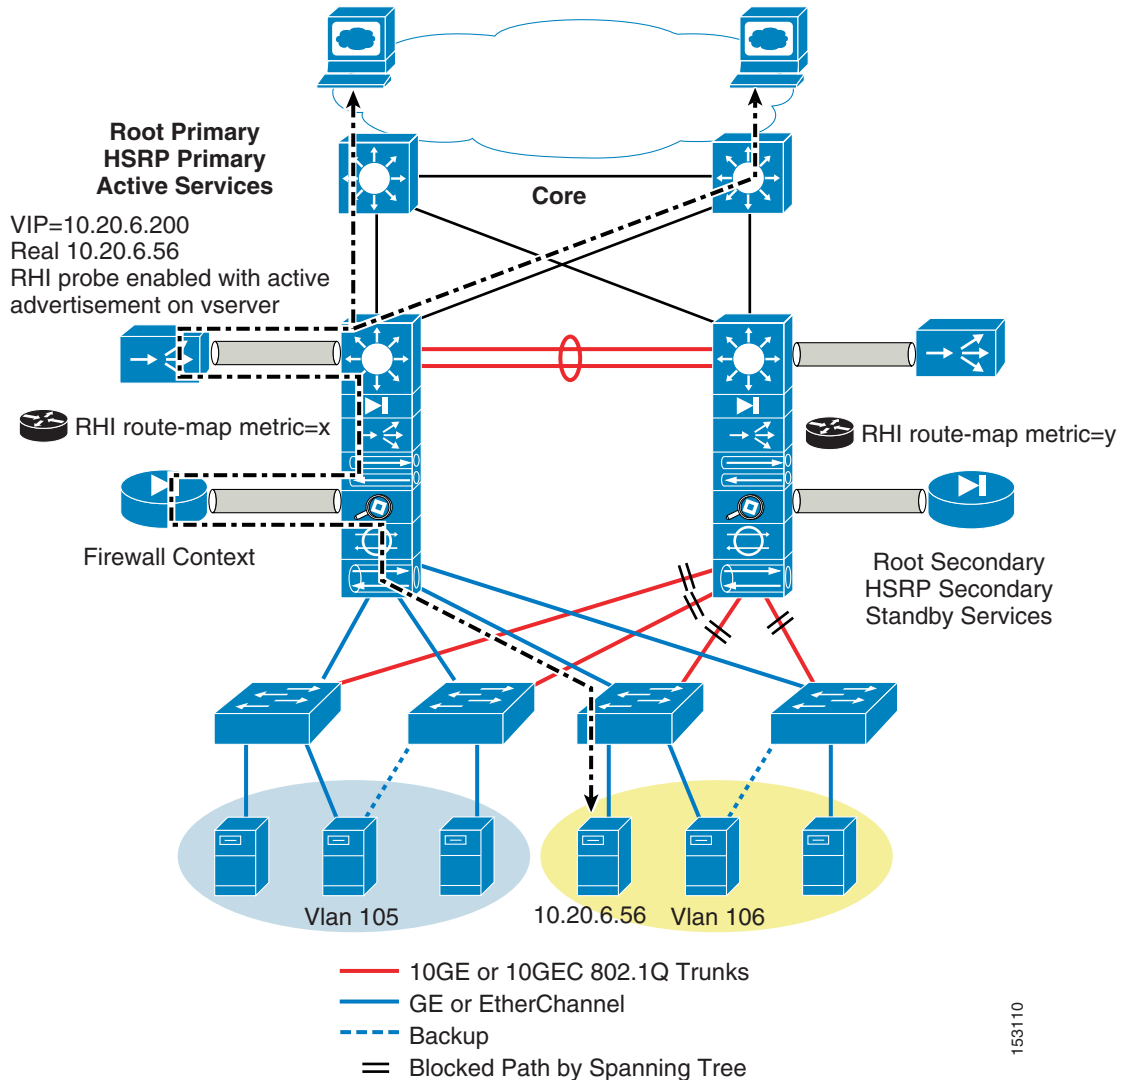 Root Primary
HSRP Primary
Active Services
VIP=10.20.6.200
Real 10.20.6.56
RHI probe enabled with active
advertisement on vserver
Core
RHI route-map metric=x
RHI route-map metric=y
Firewall Context
Root Secondary
HSRP Secondary
Standby Services
Vlan 105
10.20.6.56
Vlan 106
10GE or 10GEC 802.1Q Trunks
GE or EtherChannel
Backup
Blocked Path by Spanning Tree
153110